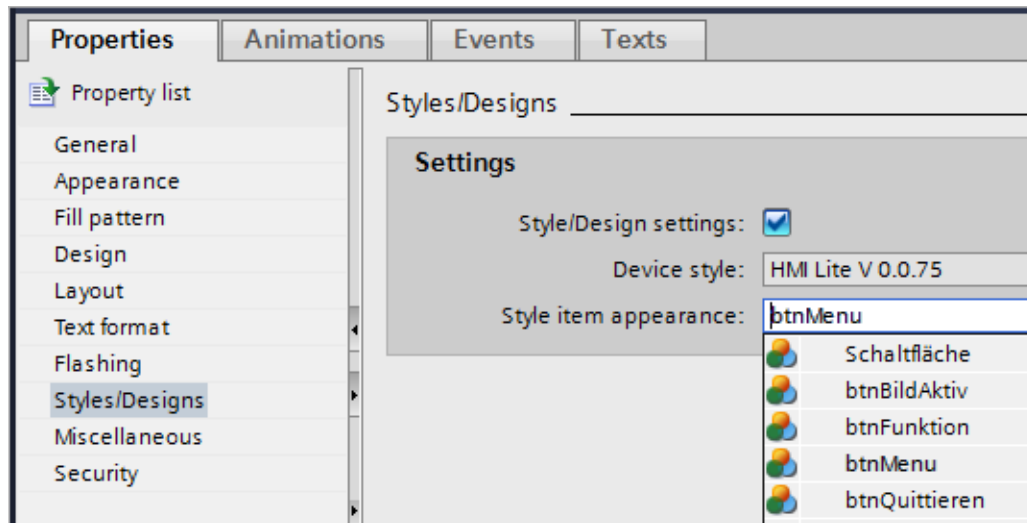 Properties Animations Events Texts
Property list
General
Appearance
Fill pattern
Design
Layout
Text format
Flashing
Styles/Designs
Miscellaneous
Security
Styles/Designs
Settings
Style/Design settings:
Device style: HMI Lite V 0.0.75
Style item appearance: btnMenu
Schaltfläche
btnBildAktiv
btnFunktion
btnMenu
btnQuittieren